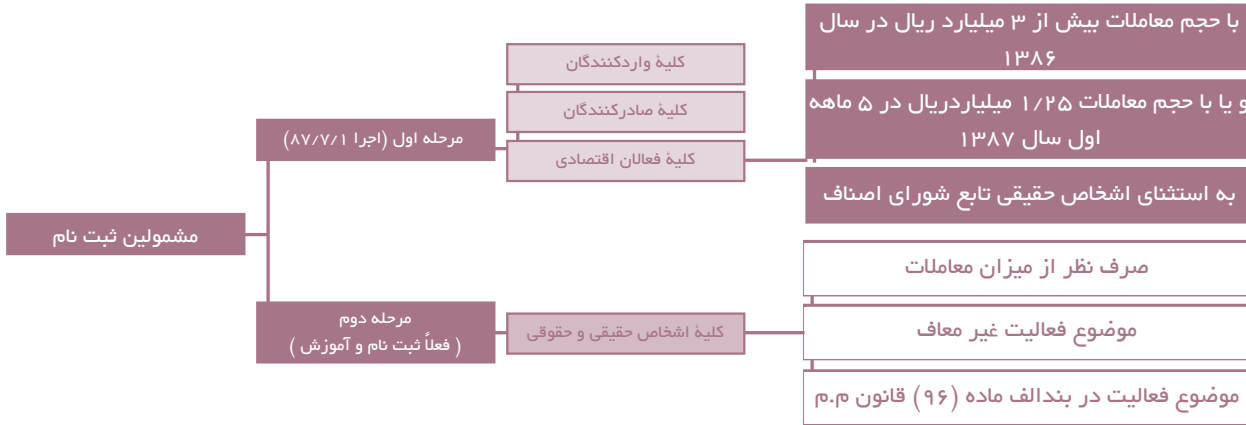 مشمولین ثبت نام
مرحله اول (اجرا ۸۷/۷/۱)
کلیهٔ واردکنندگان
کلیهٔ صادرکنندگان
کلیهٔ فعالان اقتصادی
با حجم معاملات بیش از ۳ میلیارد ریال در سال
۱۳۸۶
و یا با حجم معاملات ۱/۲۵ میلیاردریال در ۵ ماهه
اول سال ۱۳۸۷
به استثنای اشخاص حقیقی تابع شورای اصناف
مرحله دوم
( فعلاً ثبت نام و آموزش )
کلیهٔ اشخاص حقیقی و حقوقی
صرف نظر از میزان معاملات
موضوع فعالیت غیر معاف
موضوع فعالیت در بندالف ماده (۹۶) قانون م.م